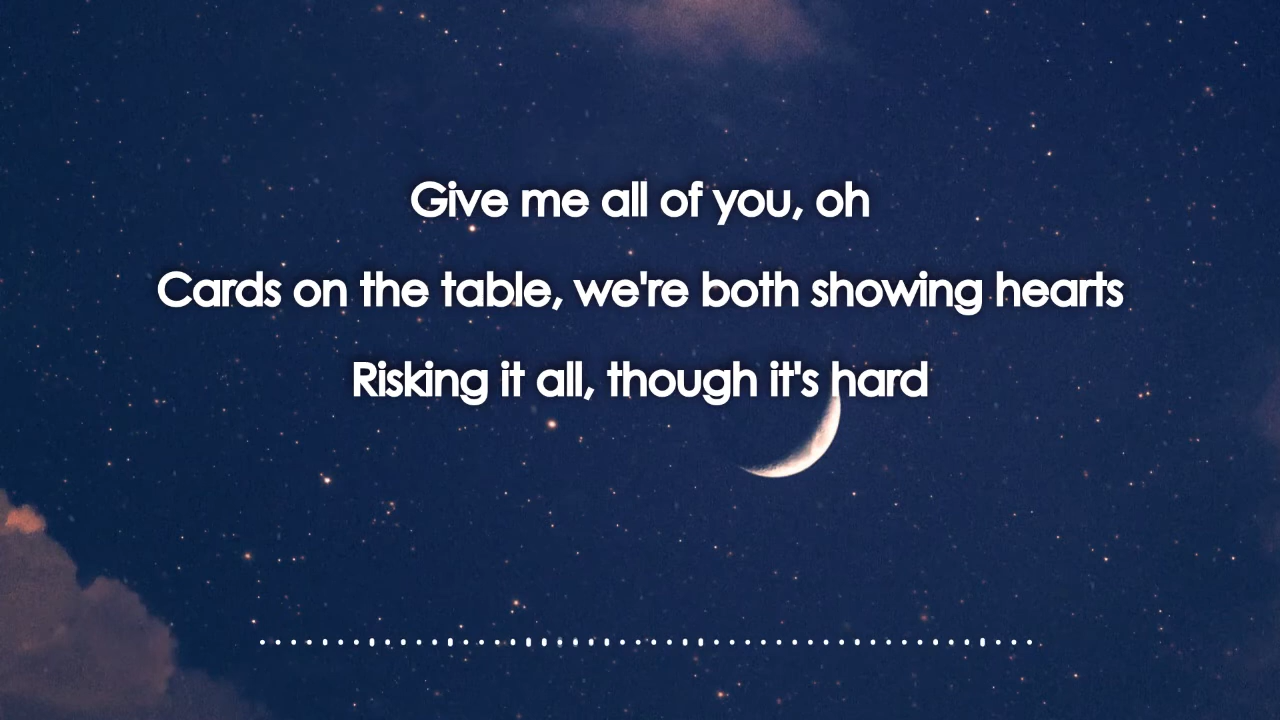 Give me all of you, oh
Cards on the table, we're both showing hearts
Risking it all, though it's hard